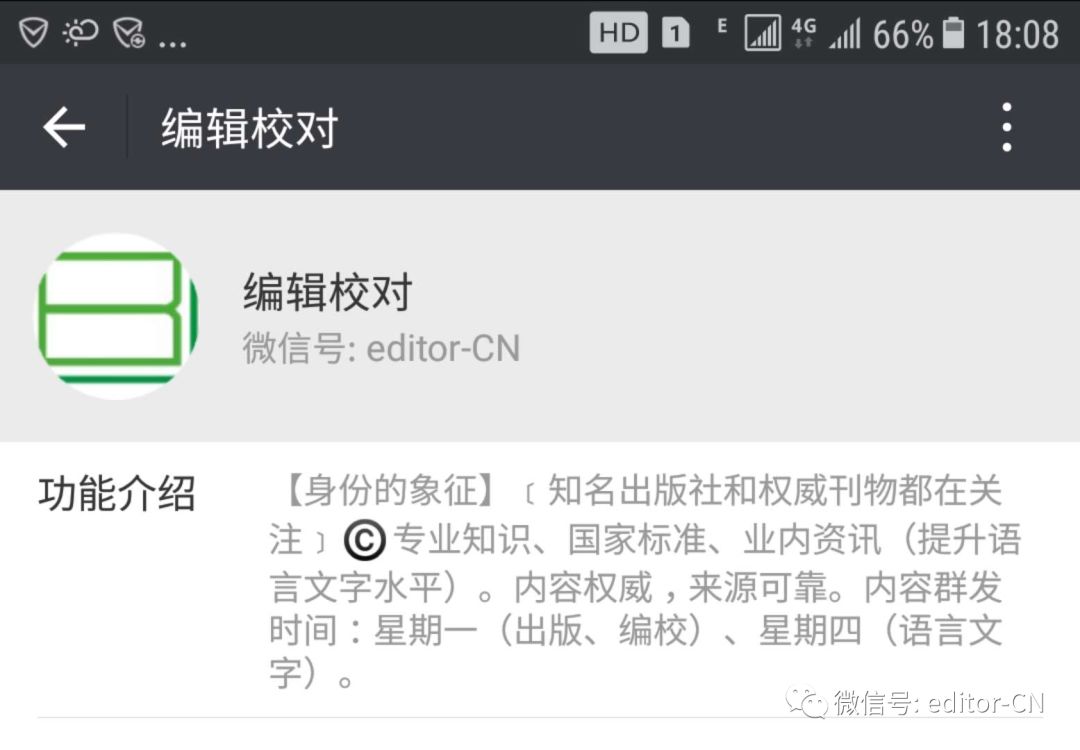 ... HD 1 E 4G 66% 18:08
编辑校对
编辑校对
微信号: editor-CN
功能介绍
【身份的象征】﹝知名出版社和权威刊物都在关
注﹞©专业知识、国家标准、业内资讯（提升语
言文字水平）。内容权威，来源可靠。内容群发
时间：星期一（出版、编校）、星期四（语言文
字）。
微信号: editor-CN